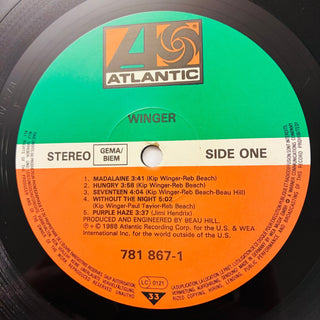 ATLANTIC
WINGER
STEREO
GEMA/
BIEM
SIDE ONE
1. MADALAINE 3:41 (Kip Winger-Reb Beach)
2. HUNGRY 3:58 (Kip Winger-Reb Beach)
3. SEVENTEEN 4:04 (Kip Winger-Reb Beach-Beau Hill)
4. WITHOUT THE NIGHT 5:02
(Kip Winger-Paul Taylor-Reb Beach)
5. PURPLE HAZE 3:37 (Jimi Hendrix)
PRODUCED AND ENGINEERED BY BEAU HILL.
℗ © 1988 Atlantic Recording Corp. for the U.S. & WEA
International Inc. for the world outside of the U.S.
781 867-1
LC 0121
33